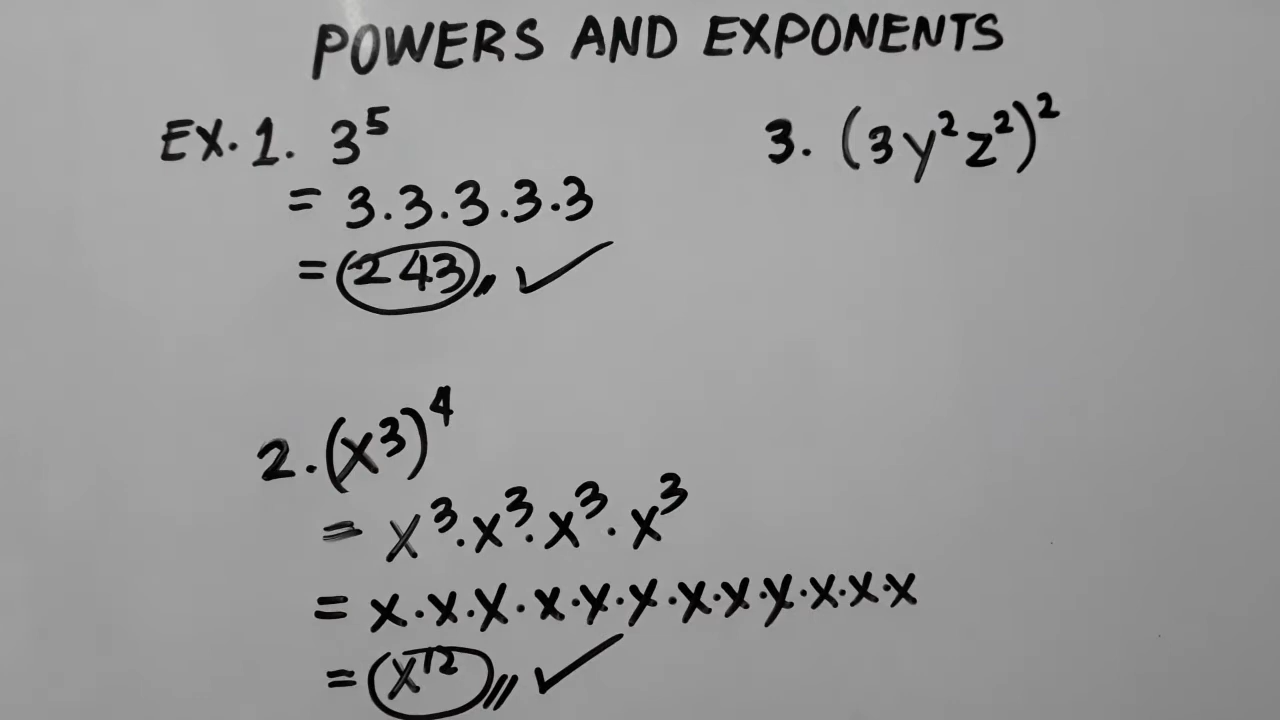 POWERS AND EXPONENTS
EX. 1. 3⁵
= 3.3.3.3.3
= 243
2. (x³)⁴
= x³.x³.x³.x³
= x.x.x.x.x.x.x.x.x.x.x.x
= x¹²
3. (3y²z²)²